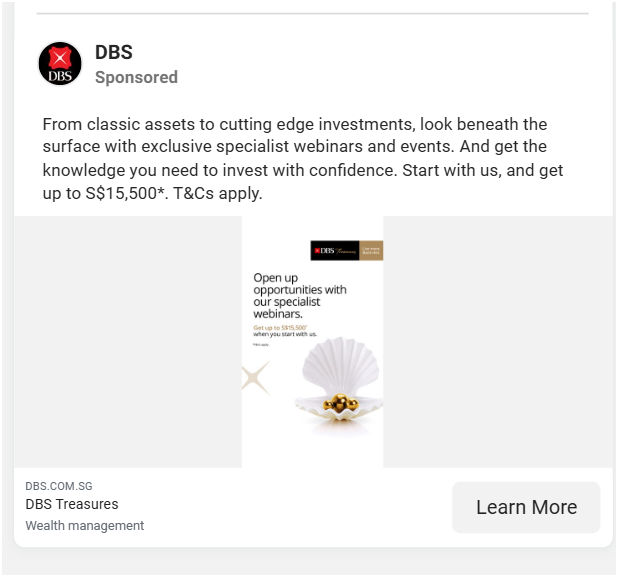 DBS
DBS
Sponsored
From classic assets to cutting edge investments, look beneath the
surface with exclusive specialist webinars and events. And get the
knowledge you need to invest with confidence. Start with us, and get
up to S$15,500*. T&Cs apply.
DBS Treasures
Open up
opportunities with
our specialist
webinars.
Get up to S$15,500*
when you start with us.
DBS.COM.SG
DBS Treasures
Wealth management
Learn More